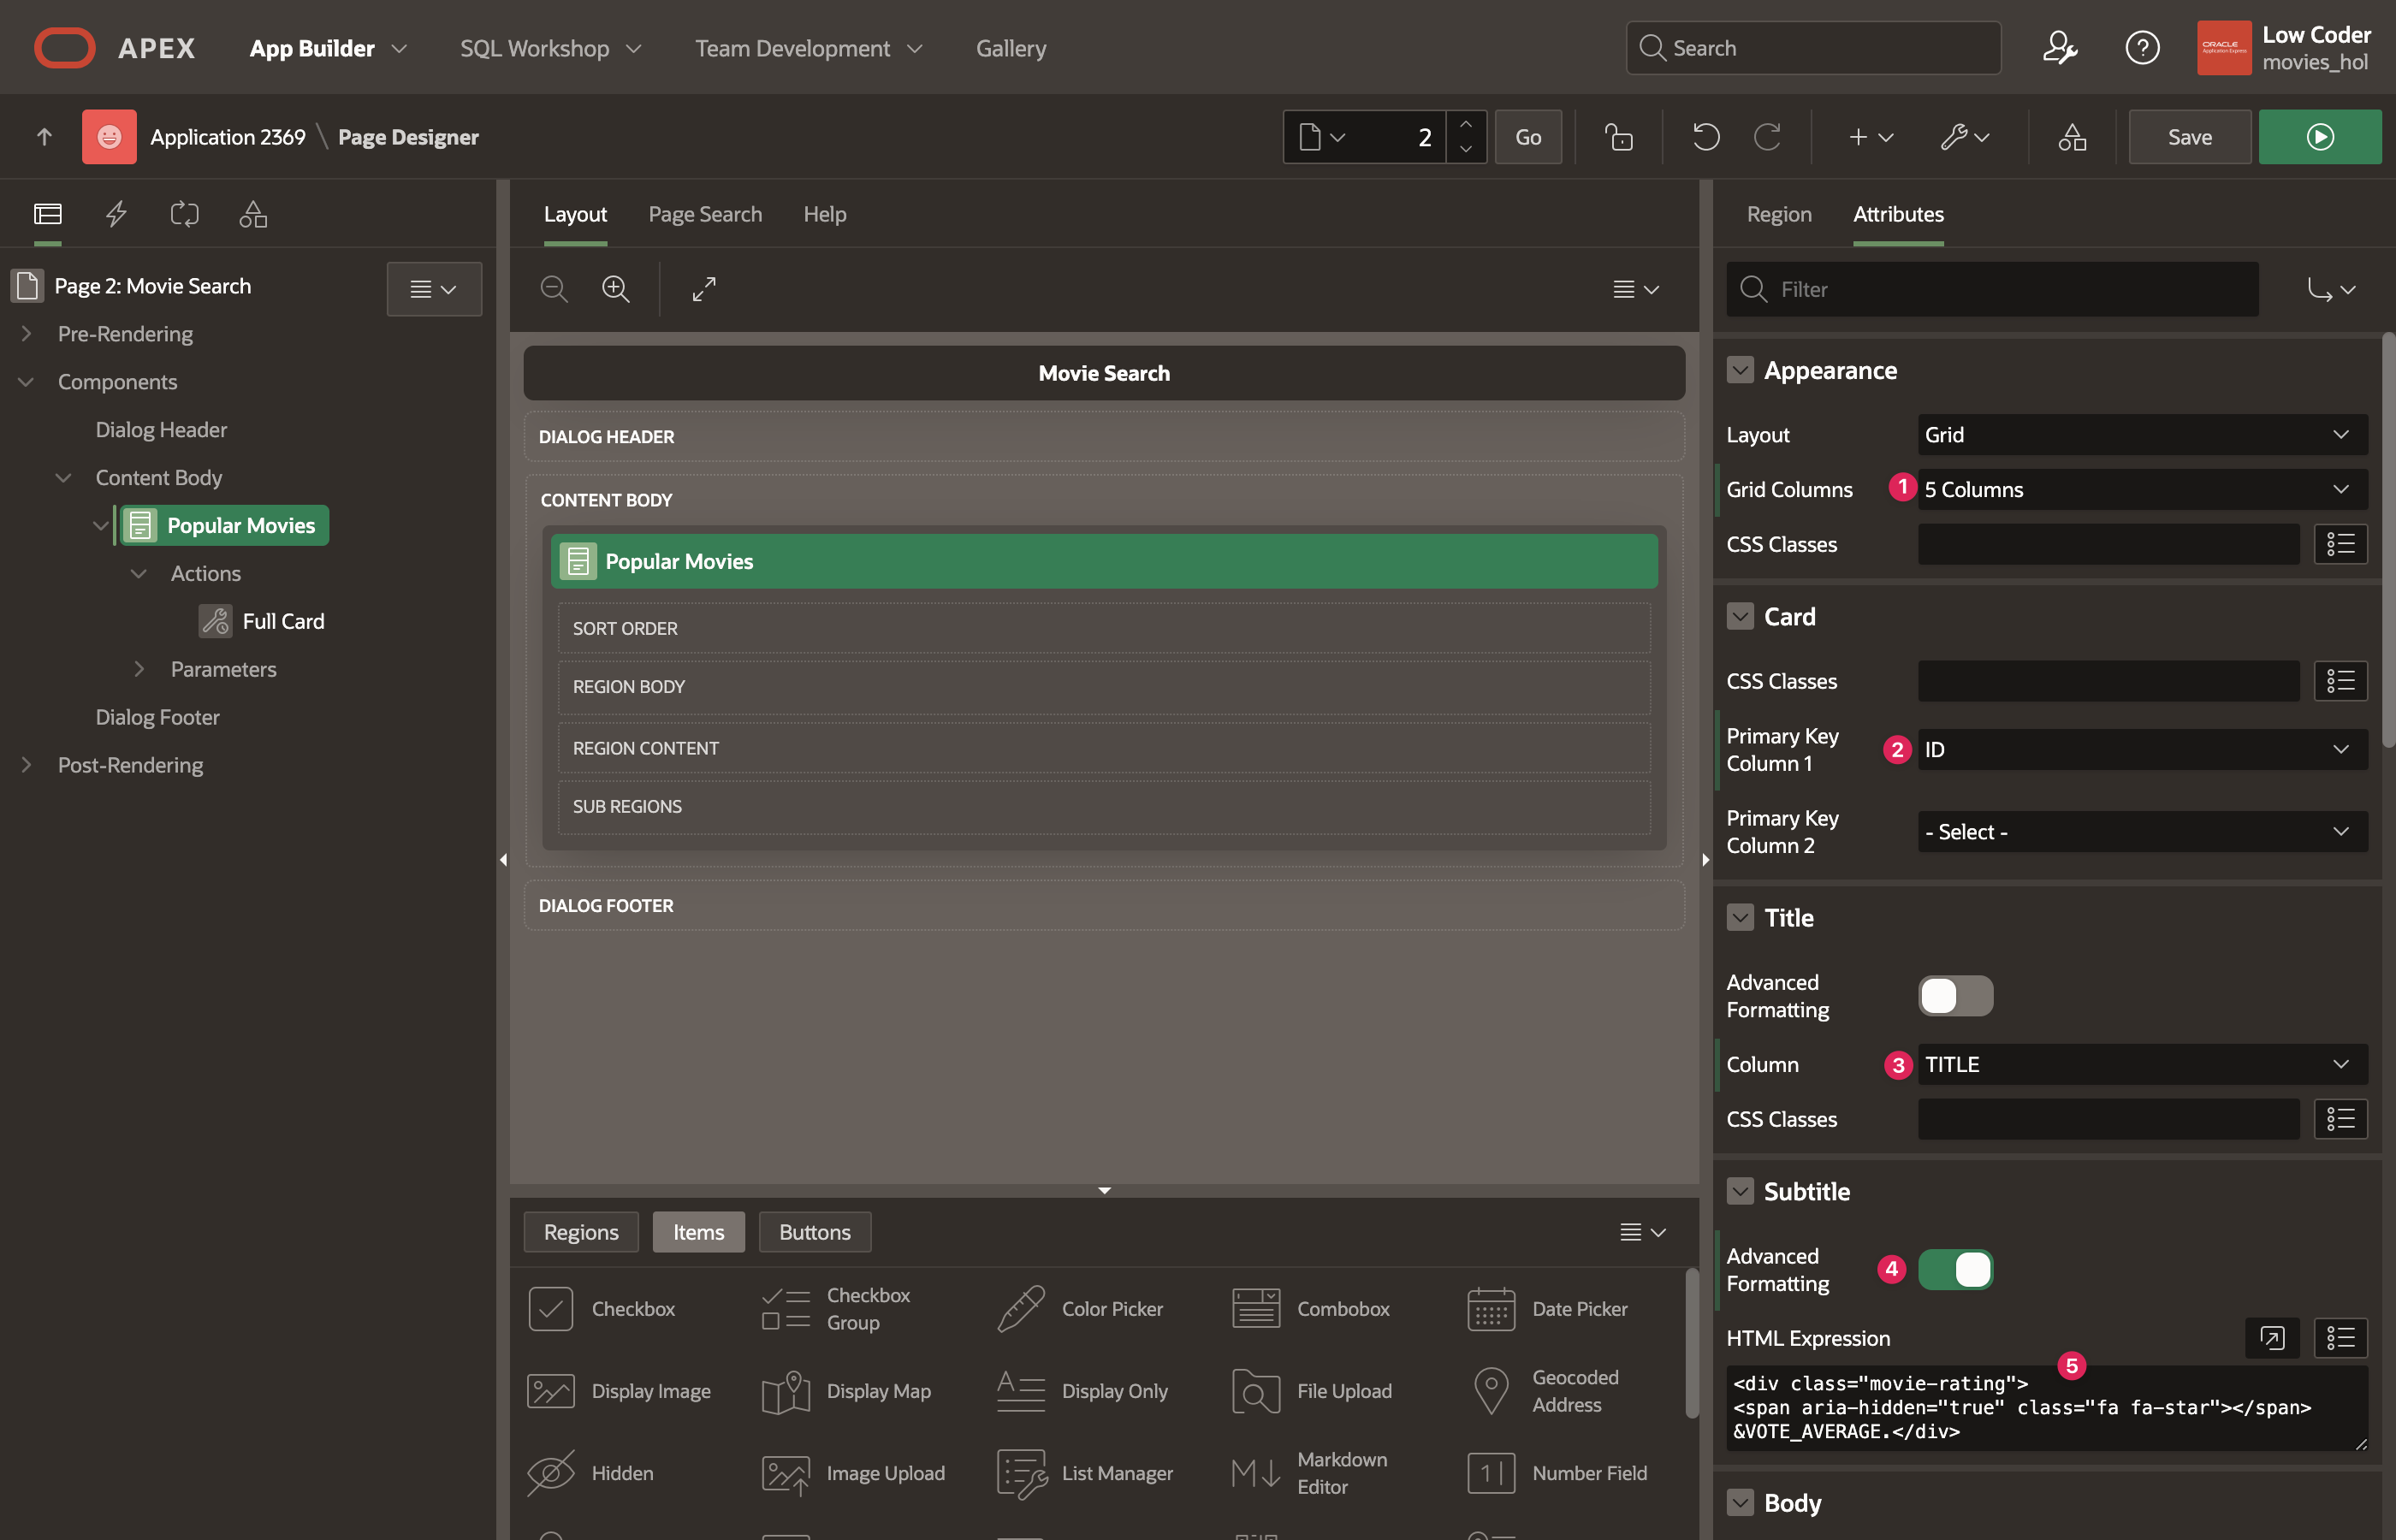 APEX
App Builder
SQL Workshop
Team Development
Gallery
Search
ORACLE
Application Express
Low Coder
movies_hol
Application 2369 \ Page Designer
2
Go
Save
Page 2: Movie Search
Pre-Rendering
Components
Dialog Header
Content Body
Popular Movies
Actions
Full Card
Parameters
Dialog Footer
Post-Rendering
Layout
Page Search
Help
Movie Search
DIALOG HEADER
CONTENT BODY
Popular Movies
SORT ORDER
REGION BODY
REGION CONTENT
SUB REGIONS
DIALOG FOOTER
Regions
Items
Buttons
Checkbox
Checkbox
Group
Color Picker
Combobox
Date Picker
Display Image
Display Map
Display Only
File Upload
Geocoded
Address
Hidden
Image Upload
List Manager
Markdown
Editor
Number Field
Region
Attributes
Filter
Appearance
Layout
Grid
Grid Columns
1
5 Columns
CSS Classes
Card
CSS Classes
Primary Key
Column 1
2
ID
Primary Key
Column 2
- Select -
Title
Advanced
Formatting
Column
3
TITLE
CSS Classes
Subtitle
Advanced
Formatting
4
HTML Expression
5
<div class="movie-rating">
<span aria-hidden="true" class="fa fa-star"></span>
&VOTE_AVERAGE.</div>
Body